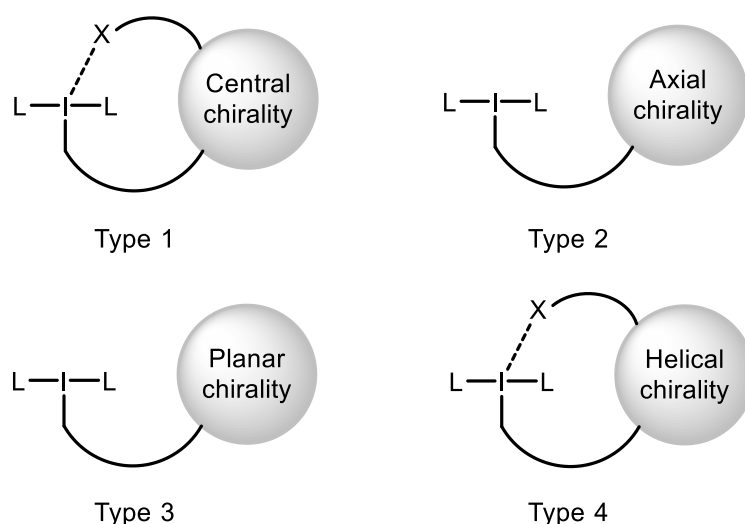 X
L I L
Central
chirality
Type 1
L I L
Axial
chirality
Type 2
L I L
Planar
chirality
Type 3
X
L I L
Helical
chirality
Type 4